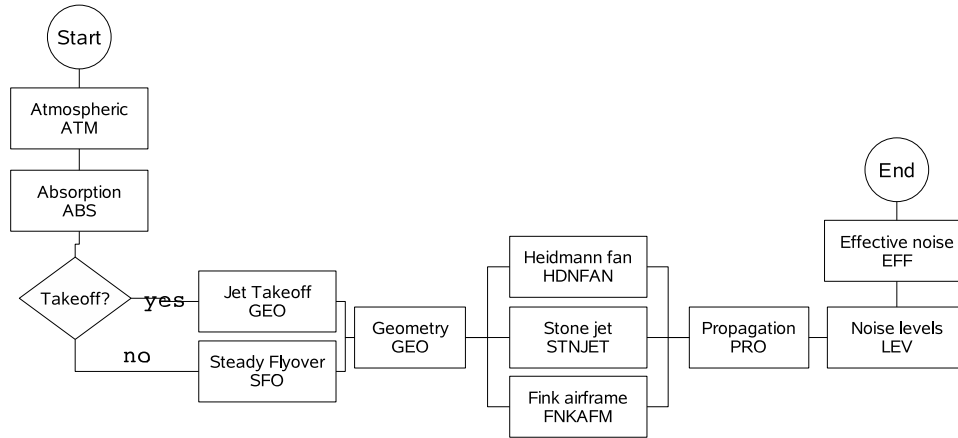 Start
Atmospheric
ATM
Absorption
ABS
Takeoff?
yes
no
Jet Takeoff
GEO
Steady Flyover
SFO
Geometry
GEO
Heidmann fan
HDNFAN
Stone jet
STNJET
Fink airframe
FNKAFM
Propagation
PRO
Noise levels
LEV
Effective noise
EFF
End